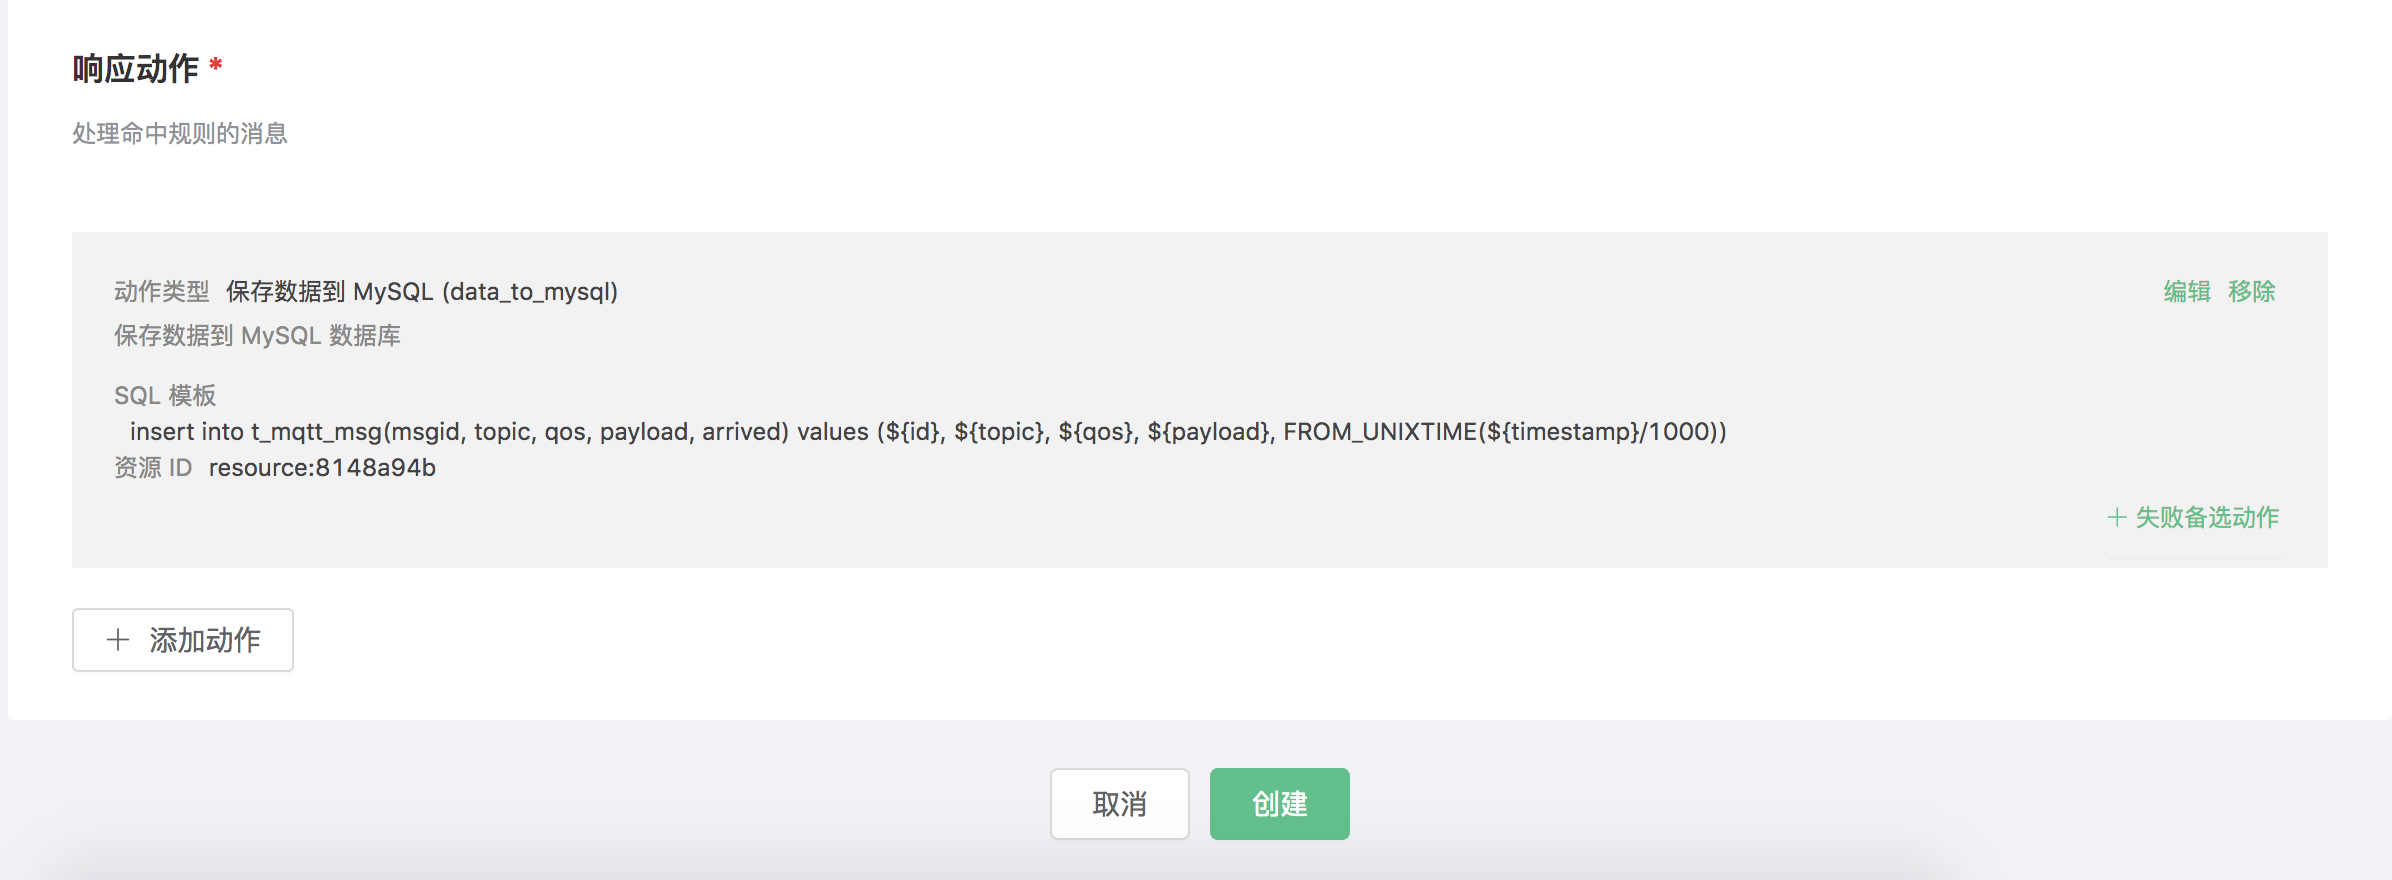 响应动作 *
处理命中规则的消息
动作类型 保存数据到 MySQL (data_to_mysql) 编辑 移除
保存数据到 MySQL 数据库
SQL 模板
insert into t_mqtt_msg(msgid, topic, qos, payload, arrived) values (${id}, ${topic}, ${qos}, ${payload}, FROM_UNIXTIME(${timestamp}/1000))
资源 ID resource:8148a94b
+ 失败备选动作
+ 添加动作
取消 创建